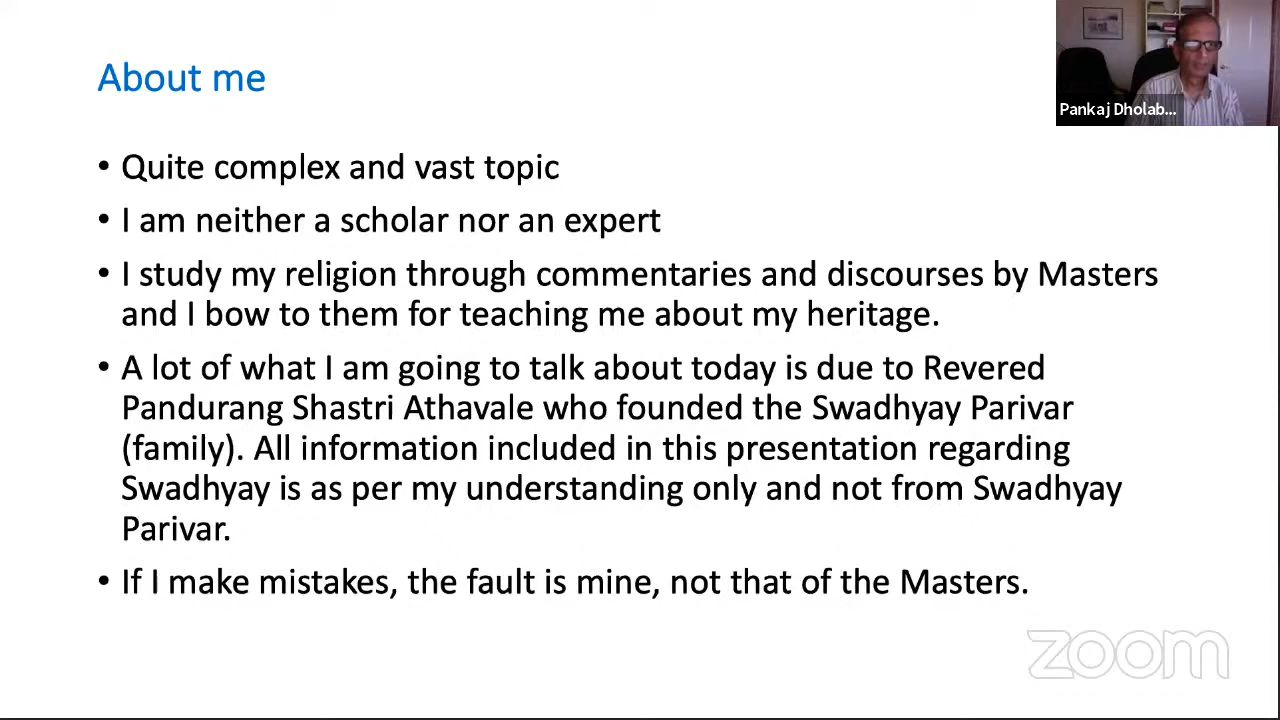 About me
Pankaj Dholab...
• Quite complex and vast topic
• I am neither a scholar nor an expert
• I study my religion through commentaries and discourses by Masters
and I bow to them for teaching me about my heritage.
• A lot of what I am going to talk about today is due to Revered
Pandurang Shastri Athavale who founded the Swadhyay Parivar
(family). All information included in this presentation regarding
Swadhyay is as per my understanding only and not from Swadhyay
Parivar.
• If I make mistakes, the fault is mine, not that of the Masters.
zoom